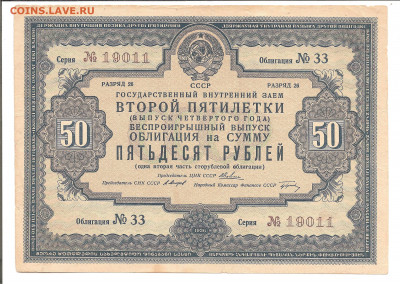 COINS.LAVE.RU
Серия № 19011 Облигация № 33
РАЗРЯД 26 СССР РАЗРЯД 26
ГОСУДАРСТВЕННЫЙ ВНУТРЕННИЙ ЗАЕМ
ВТОРОЙ ПЯТИЛЕТКИ
(ВЫПУСК ЧЕТВЕРТОГО ГОДА)
БЕСПРОИГРЫШНЫЙ ВЫПУСК
50 ОБЛИГАЦИЯ на СУММУ 50
ПЯТЬДЕСЯТ РУБЛЕЙ
(одна вторая часть сторублевой облигации)
Председатель ЦИК СССР
Председатель СНК СССР Народный Комиссар Финансов СССР
Облигация № 33 Серия № 19011
1936